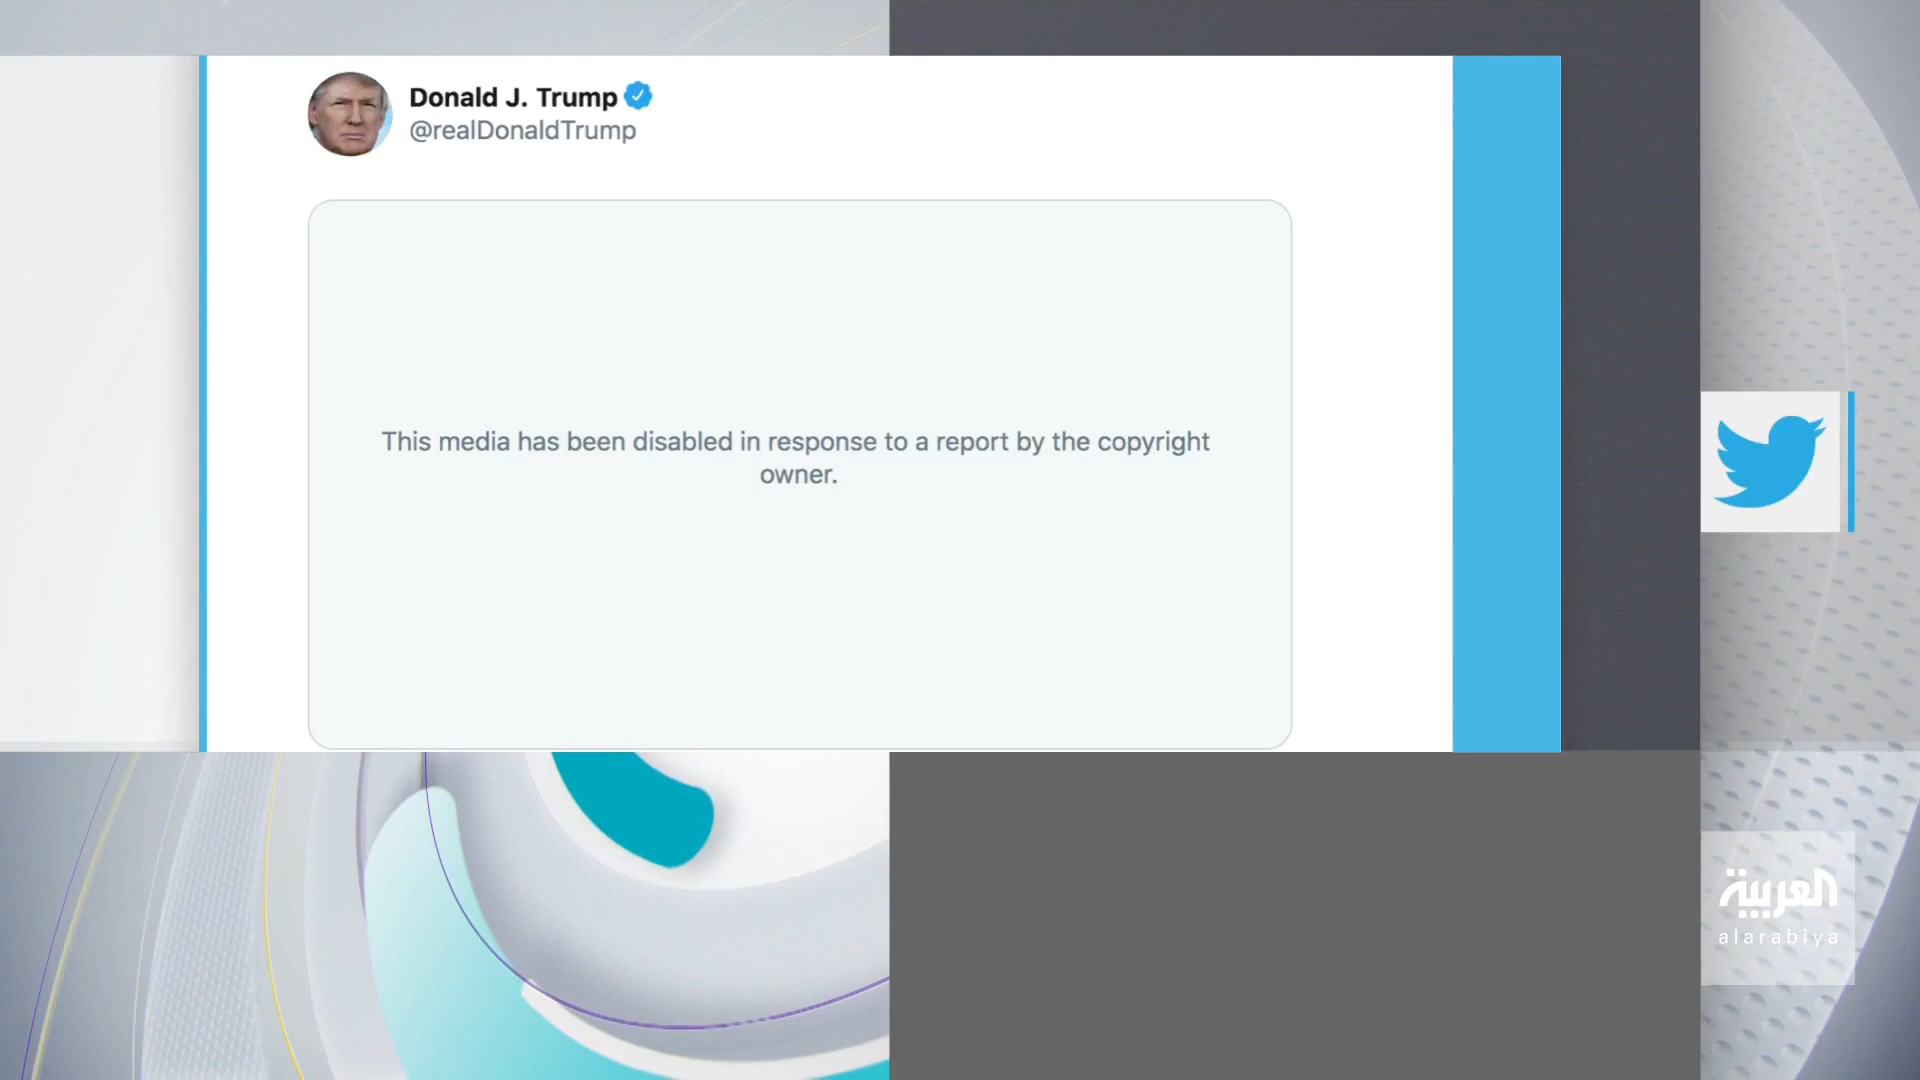 Donald J. Trump
@realDonaldTrump
This media has been disabled in response to a report by the copyright
owner.
العربية
alarabiya